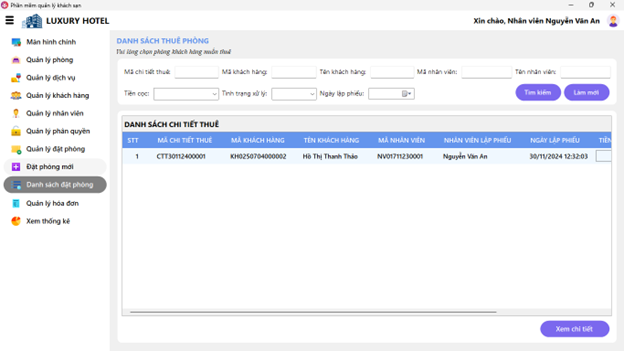 Phần mềm quản lý khách sạn
LUXURY HOTEL
Xin chào, Nhân viên Nguyễn Văn An
Màn hình chính
Quản lý phòng
Quản lý dịch vụ
Quản lý khách hàng
Quản lý nhân viên
Quản lý phân quyền
Quản lý đặt phòng
Đặt phòng mới
Danh sách đặt phòng
Quản lý hóa đơn
Xem thống kê
DANH SÁCH THUÊ PHÒNG
Vui lòng chọn phòng khách hàng muốn thuê
Mã chi tiết thuê: Mã khách hàng: Tên khách hàng: Mã nhân viên: Tên nhân viên:
Tiền cọc: Tình trạng xử lý: Ngày lập phiếu: Tìm kiếm Làm mới
DANH SÁCH CHI TIẾT THUÊ
STT MÃ CHI TIẾT THUÊ MÃ KHÁCH HÀNG TÊN KHÁCH HÀNG MÃ NHÂN VIÊN NHÂN VIÊN LẬP PHIẾU NGÀY LẬP PHIẾU TIỀN
1 CTT30112400001 KH0250704000002 Hồ Thị Thanh Thảo NV01711230001 Nguyễn Văn An 30/11/2024 12:32:03
Xem chi tiết